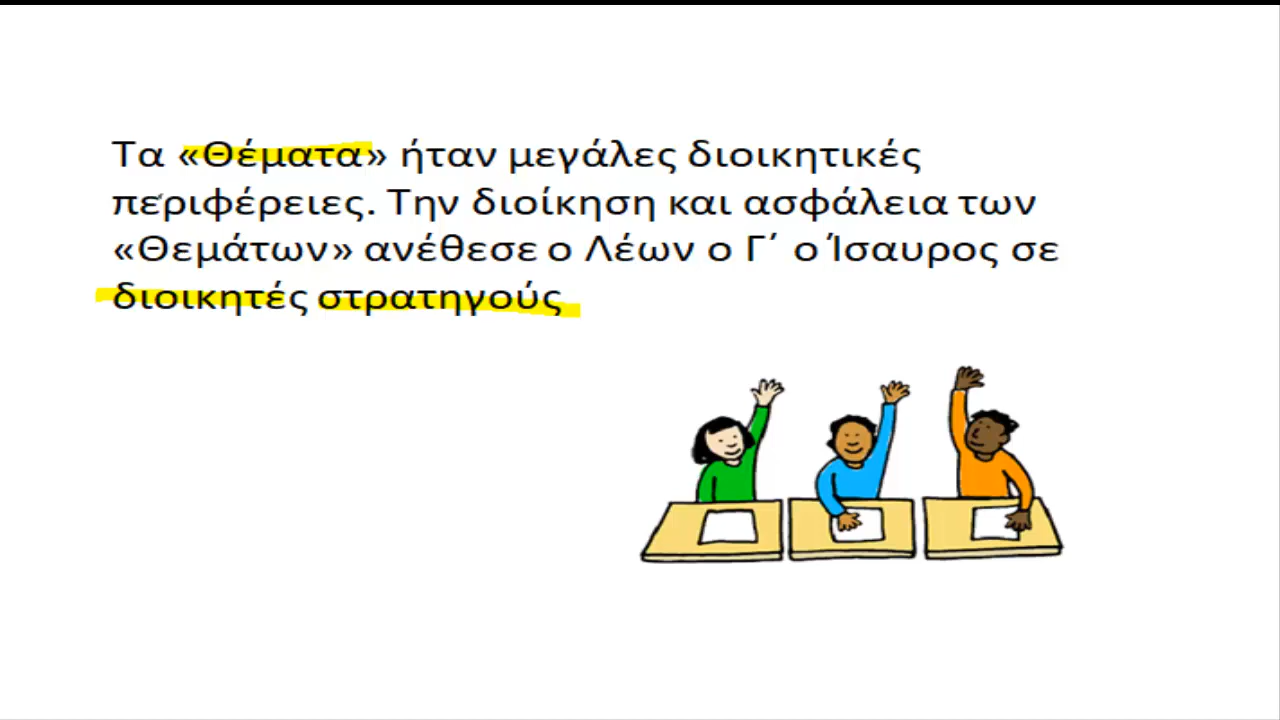 Τα «Θέματα» ήταν μεγάλες διοικητικές
περιφέρειες. Την διοίκηση και ασφάλεια των
«Θεμάτων» ανέθεσε ο Λέων ο Γ΄ ο Ίσαυρος σε
διοικητές στρατηγούς